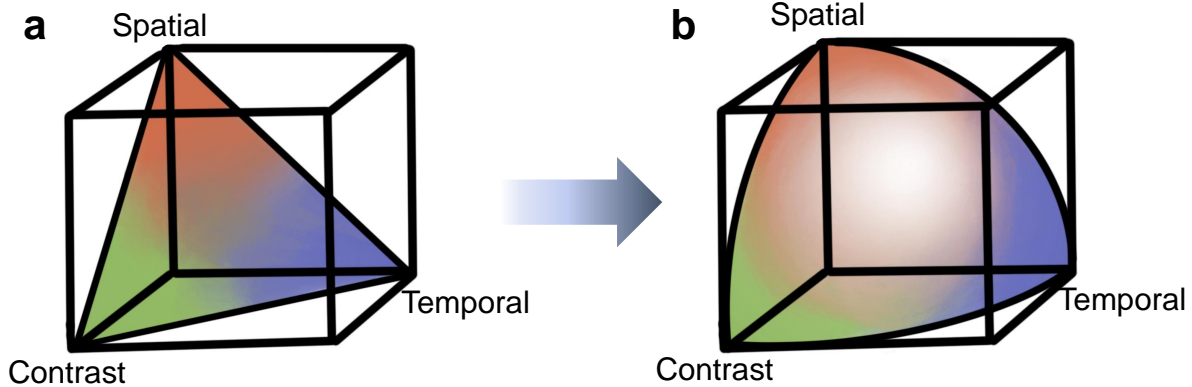 a
Spatial
Temporal
Contrast
b
Spatial
Temporal
Contrast